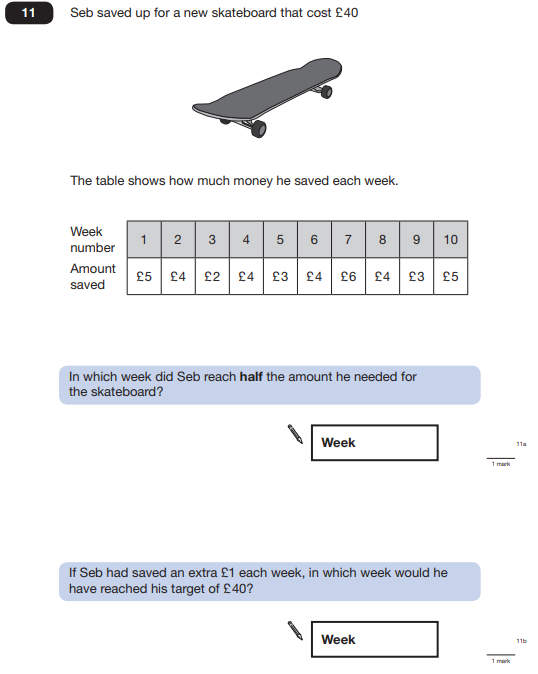 11 Seb saved up for a new skateboard that cost £40
The table shows how much money he saved each week.
Week
number 1 2 3 4 5 6 7 8 9 10
Amount
saved £5 £4 £2 £4 £3 £4 £6 £4 £3 £5
In which week did Seb reach half the amount he needed for
the skateboard?
Week
11a
1 mark
If Seb had saved an extra £1 each week, in which week would he
have reached his target of £40?
Week
11b
1 mark